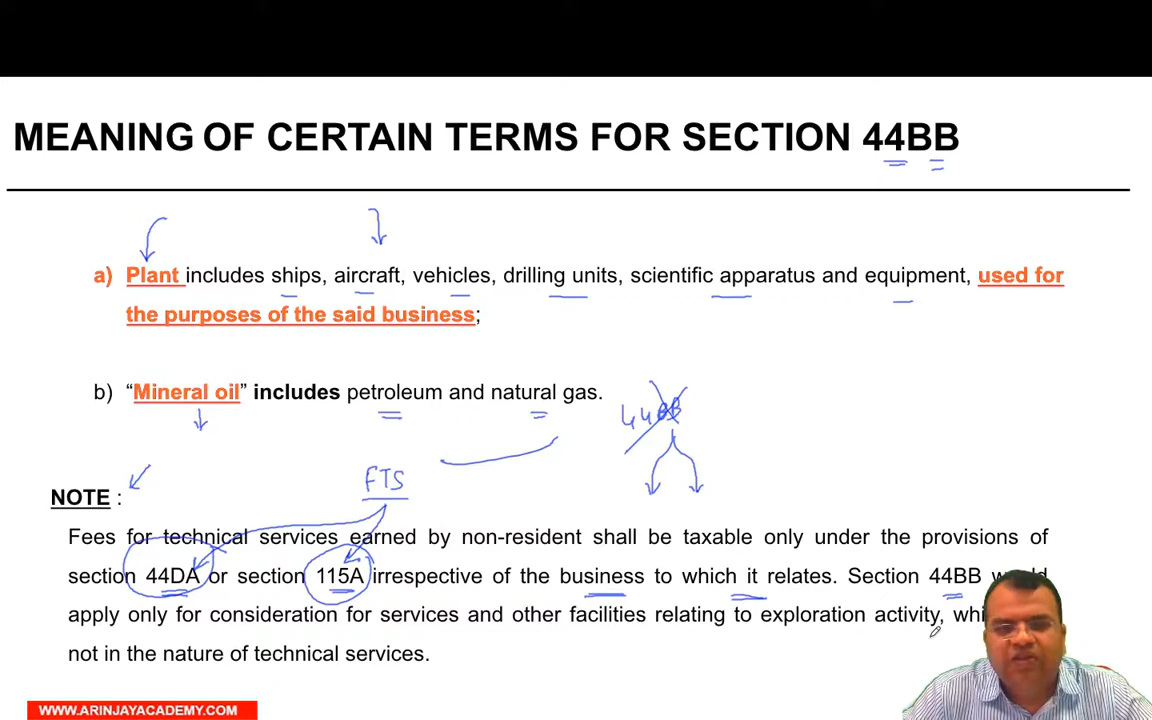 MEANING OF CERTAIN TERMS FOR SECTION 44BB
a) Plant includes ships, aircraft, vehicles, drilling units, scientific apparatus and equipment, used for
the purposes of the said business;
b) “Mineral oil” includes petroleum and natural gas.
44BB
FTS
NOTE :
Fees for technical services earned by non-resident shall be taxable only under the provisions of
section 44DA or section 115A irrespective of the business to which it relates. Section 44BB
apply only for consideration for services and other facilities relating to exploration activity,
not in the nature of technical services.
WWW.ARINJAYACADEMY.COM